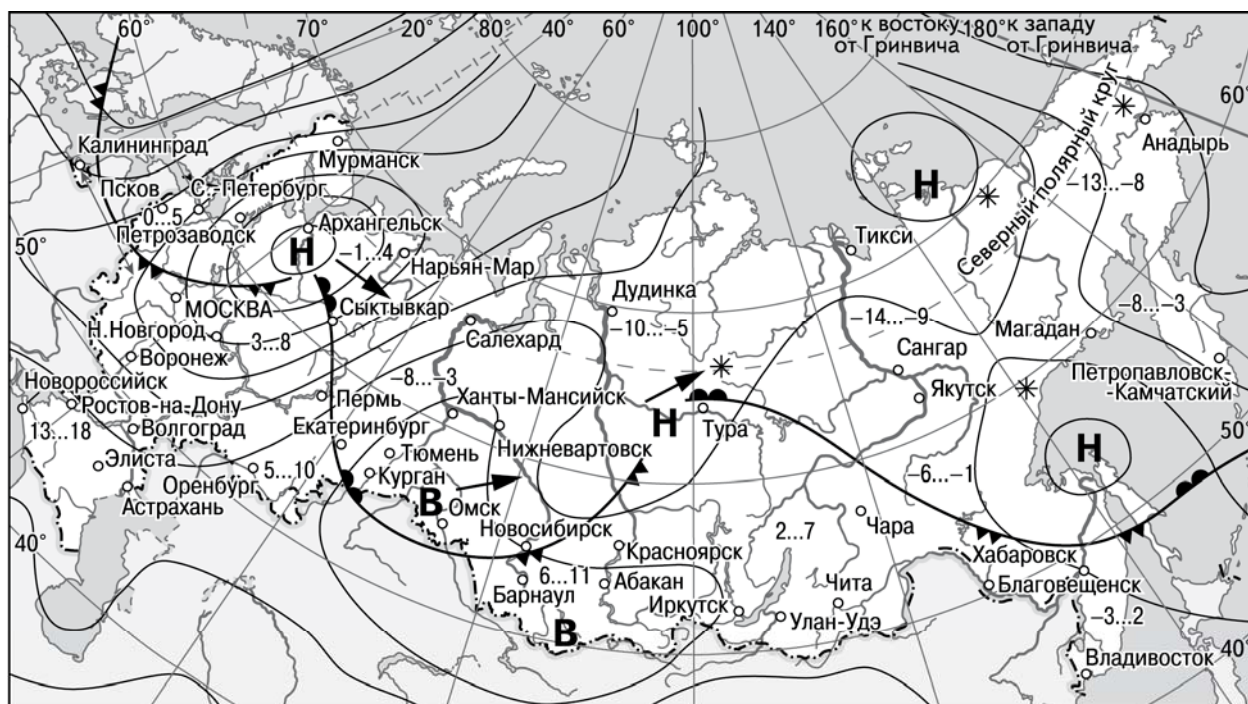 60°
70°
20
80
100
140
160
к востоку
от Гринвича
180°
к западу
от Гринвича
60°
Северный полярный круг
Анадырь
Калининград
Мурманск
Псков
С.-Петербург
0...5
Петрозаводск
Архангельск
–1...4
Н
Н
–13...–8
50°
Нарьян-Мар
Тикси
МОСКВА
Сыктывкар
Дудинка
–10...–5
–14...–9
–8...–3
Н.Новгород
3...8
Салехард
Магадан
Воронеж
Сангар
Новороссийск
–8...–3
Якутск
Петропавловск-
Камчатский
Ростов-на-Дону
Пермь
Ханты-Мансийск
Н
Тура
50°
13...18
Волгоград
Екатеринбург
Н
Элиста
5...10
Тюмень
Нижневартовск
Оренбург
Курган
–6...–1
Астрахань
В
Омск
Новосибирск
2...7
Чара
40°
Красноярск
Хабаровск
6...11
Барнаул
Абакан
Чита
Благовещенск
Иркутск
Улан-Удэ
–3...2
В
40°
Владивосток
60
80
100
120
140